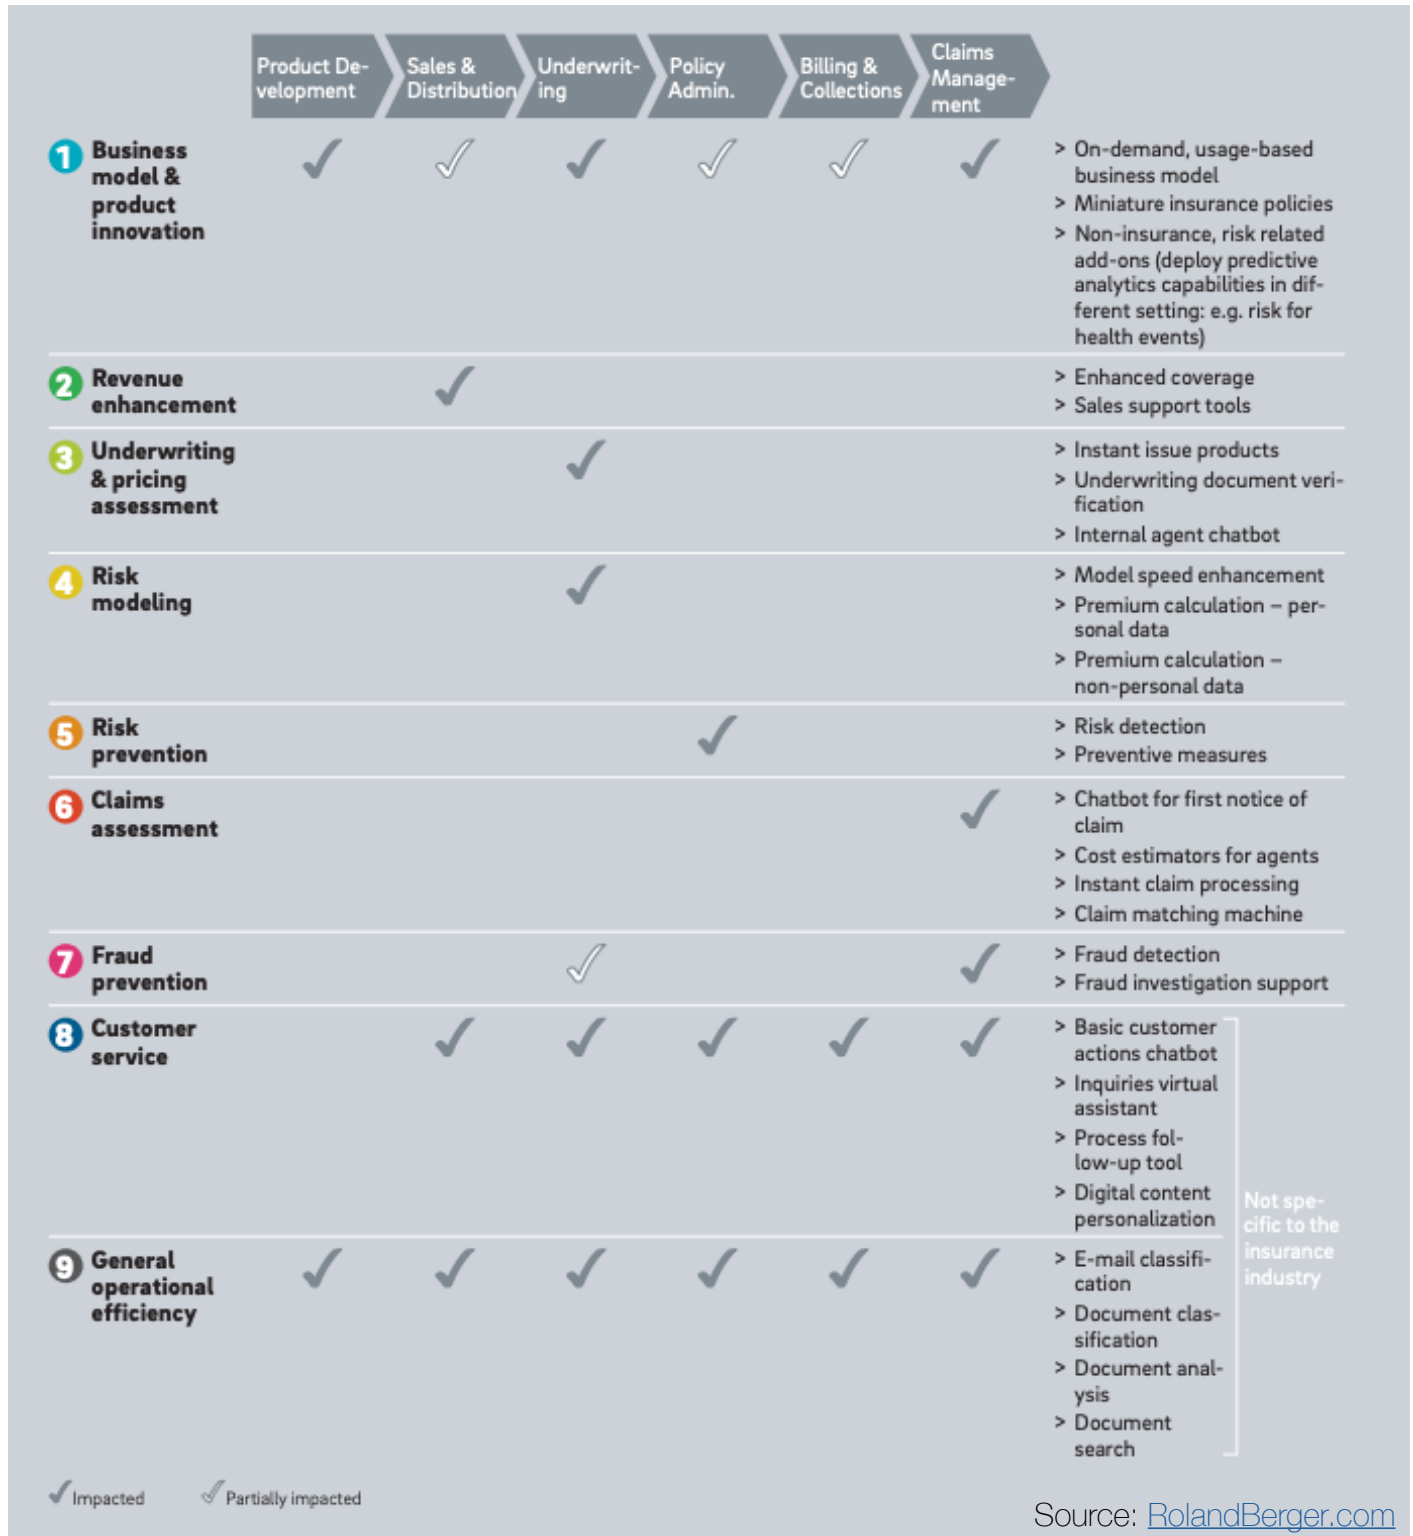 Product De-
velopment
Sales &
Distribution
Underwrit-
ing
Policy
Admin.
Billing &
Collections
Claims
Manage-
ment
1 Business
model &
product
innovation
> On-demand, usage-based
business model
> Miniature insurance policies
> Non-insurance, risk related
add-ons (deploy predictive
analytics capabilities in dif-
ferent setting: e.g. risk for
health events)
2 Revenue
enhancement
> Enhanced coverage
> Sales support tools
3 Underwriting
& pricing
assessment
> Instant issue products
> Underwriting document veri-
fication
> Internal agent chatbot
4 Risk
modeling
> Model speed enhancement
> Premium calculation – per-
sonal data
> Premium calculation –
non-personal data
5 Risk
prevention
> Risk detection
> Preventive measures
6 Claims
assessment
> Chatbot for first notice of
claim
> Cost estimators for agents
> Instant claim processing
> Claim matching machine
7 Fraud
prevention
> Fraud detection
> Fraud investigation support
8 Customer
service
> Basic customer
actions chatbot
> Inquiries virtual
assistant
> Process fol-
low-up tool
> Digital content
personalization
9 General
operational
efficiency
> E-mail classifi-
cation
> Document clas-
sification
> Document anal-
ysis
> Document
search
Not spe-
cific to the
insurance
industry
Impacted
Partially impacted
Source: RolandBerger.com